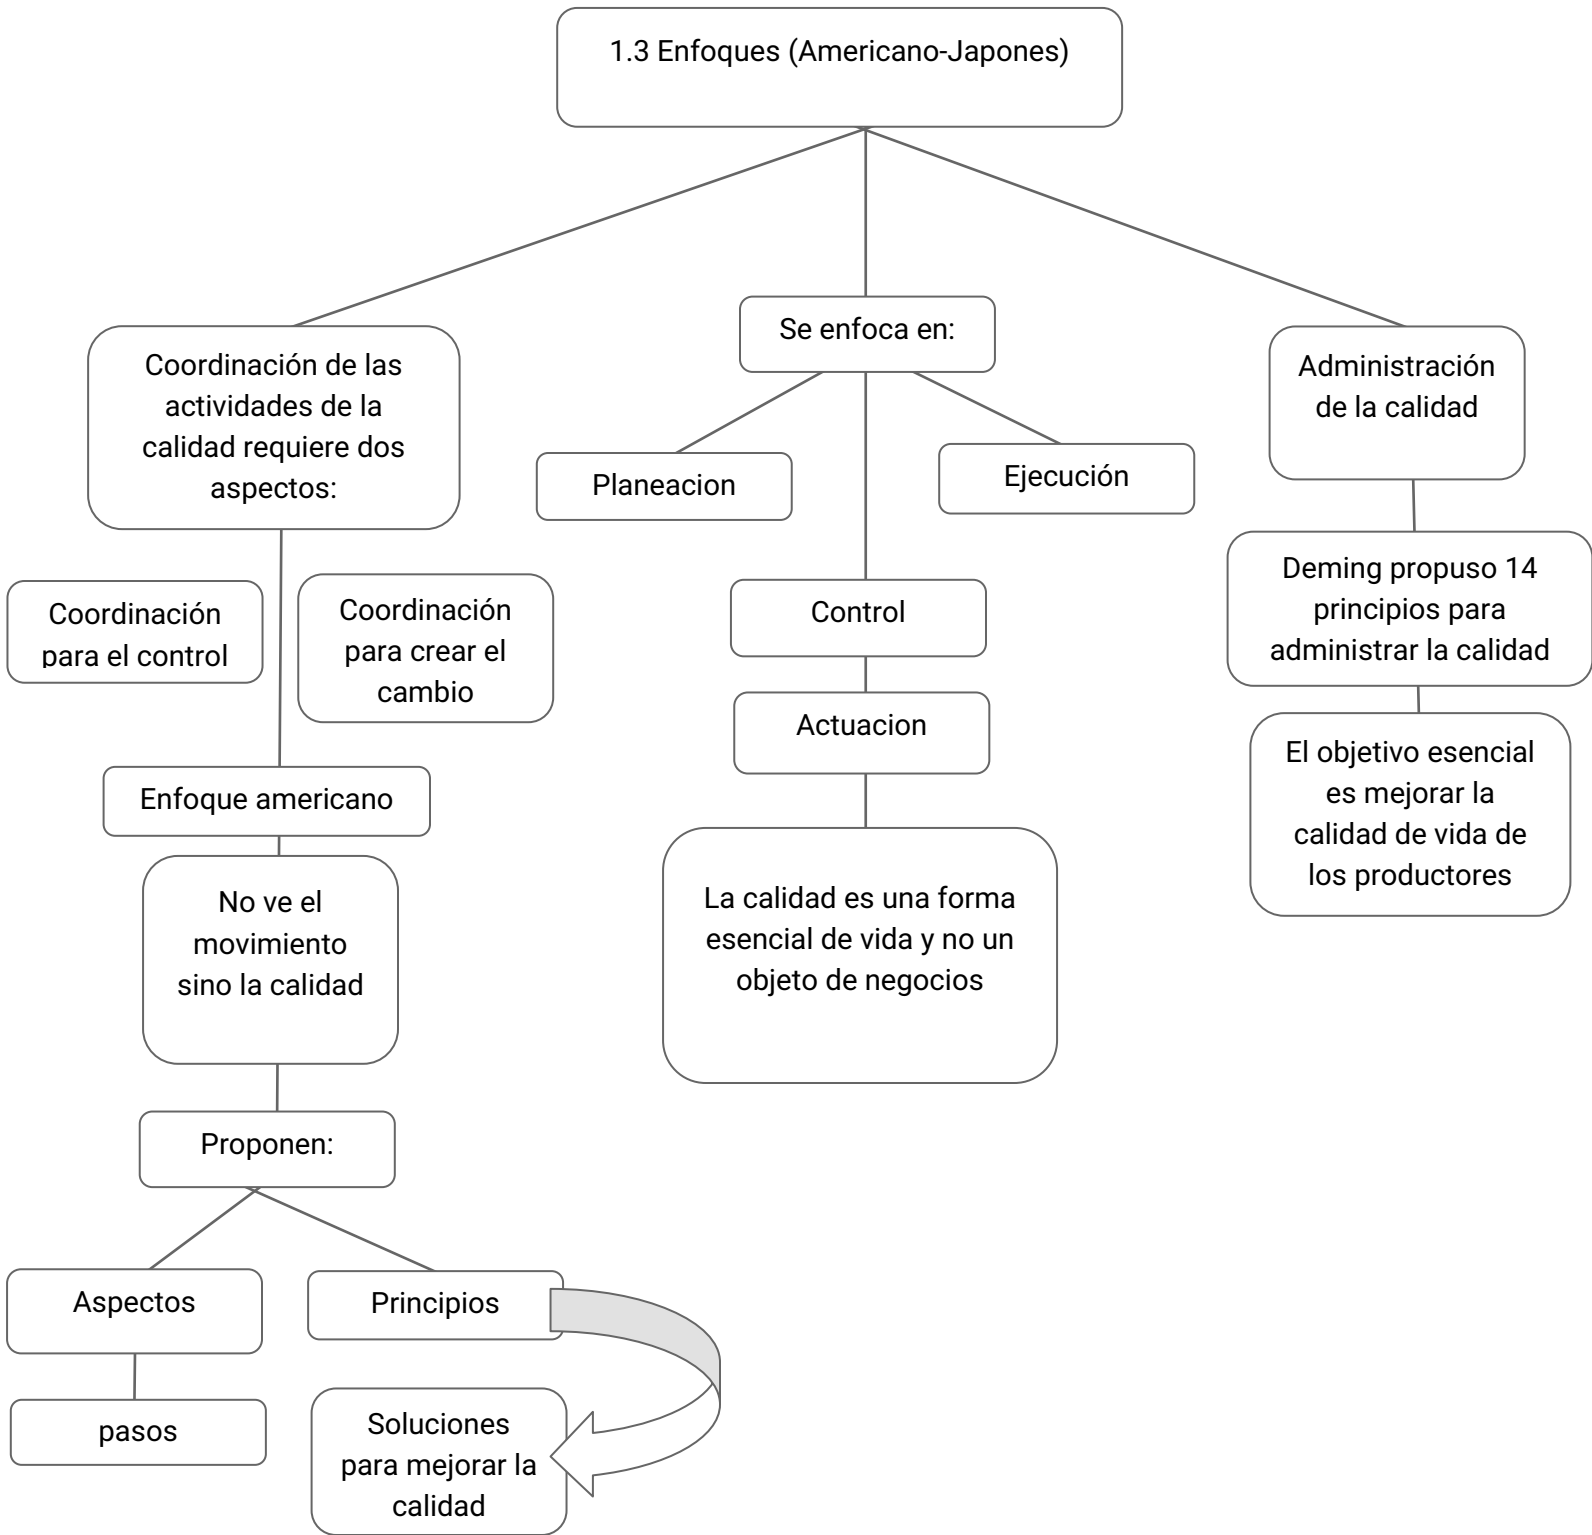 1.3 Enfoques (Americano-Japones)
Se enfoca en:
Coordinación de las
actividades de la
calidad requiere dos
aspectos:
Administración
de la calidad
Planeacion
Ejecución
Coordinación
para el control
Coordinación
para crear el
cambio
Control
Deming propuso 14
principios para
administrar la calidad
Actuacion
El objetivo esencial
es mejorar la
calidad de vida de
los productores
Enfoque americano
No ve el
movimiento
sino la calidad
La calidad es una forma
esencial de vida y no un
objeto de negocios
Proponen:
Aspectos
Principios
pasos
Soluciones
para mejorar la
calidad